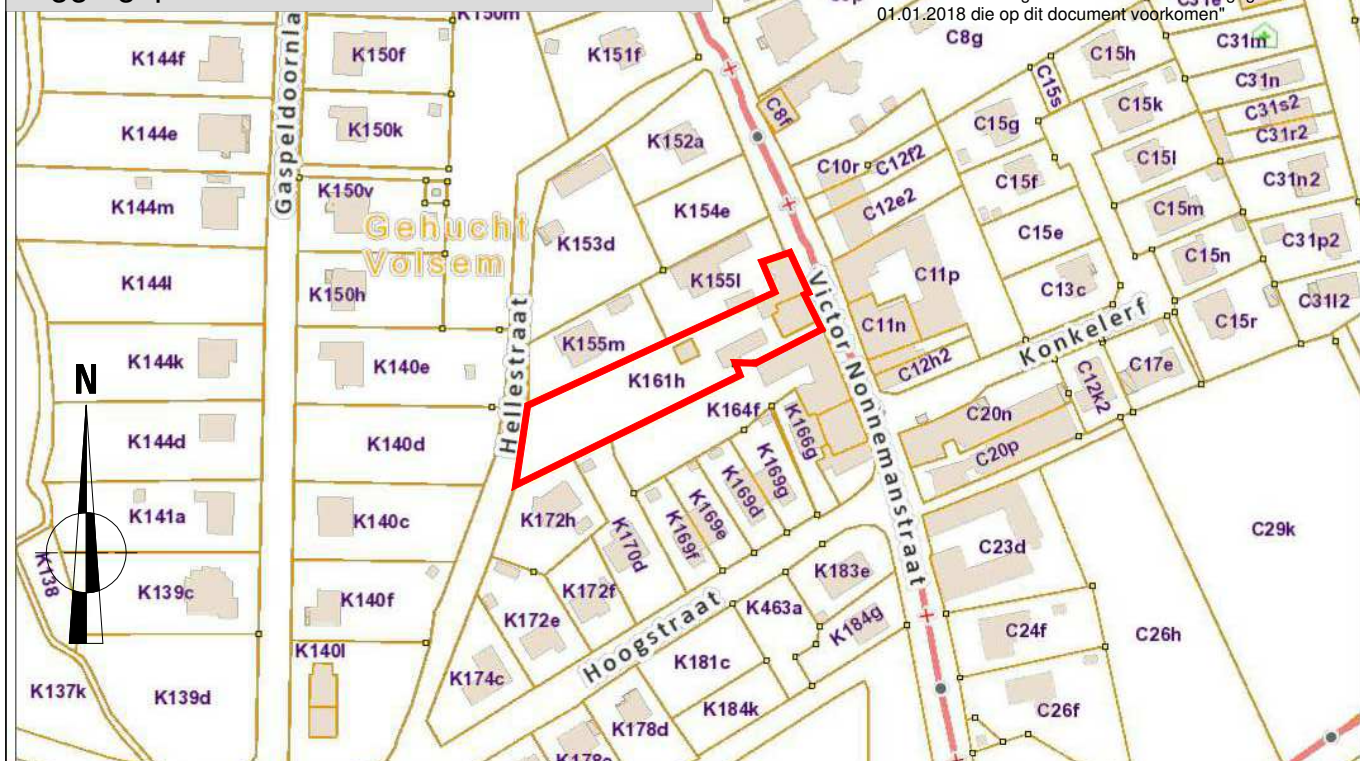 01.01.2018 die op dit document voorkomen"
K150m
K144f
K150f
K151f
C8g
C15h
C31m
C31n
C15s
C15k
C31s2
C31r2
C8f
K144e
K150k
K152a
C15g
C10r
C12f2
C15l
C15f
C31n2
Gaspeldoornla
K150v
K144m
K154e
C12e2
C15m
Gehucht
Volsem
K153d
C15e
C31p2
C15n
K144l
K150h
K155l
C11p
C13c
C31l2
Victor Nonnemanstraat
C11n
C15r
Konkelerf
Hellestraat
K155m
K144k
N
K140e
K161h
C12h2
C17e
C12k2
K164f
K166g
C20n
K144d
K140d
C20p
K169g
K169d
K141a
K140c
K172h
K169e
K169f
K170d
C29k
C23d
K138
K139c
K140f
K172f
K183e
K172e
K463a
K184g
Hoogstraat
C24f
C26h
K140l
K181c
K174c
K137k
K139d
K184k
K178d
C26f